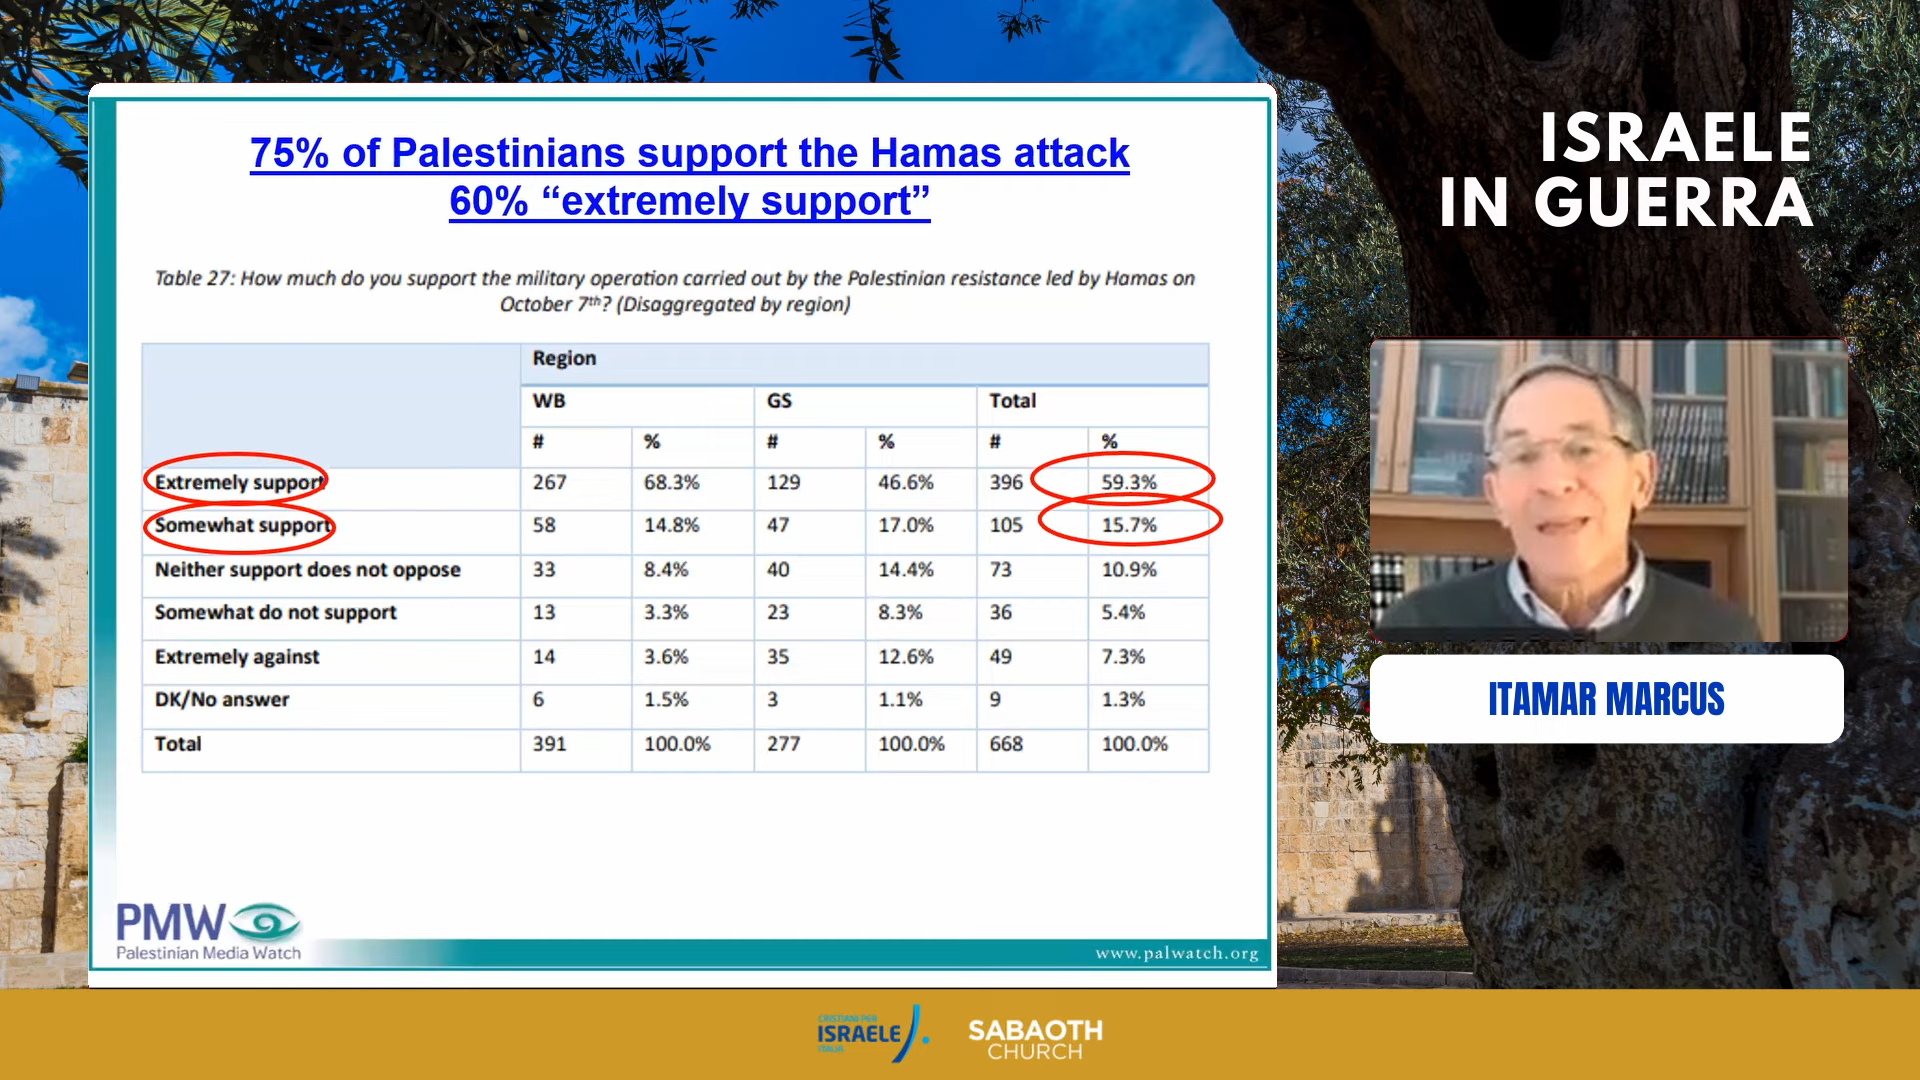 75% of Palestinians support the Hamas attack
60% “extremely support”
Table 27: How much do you support the military operation carried out by the Palestinian resistance led by Hamas on
October 7th? (Disaggregated by region)
Region
WB GS Total
# % # % # %
Extremely support 267 68.3% 129 46.6% 396 59.3%
Somewhat support 58 14.8% 47 17.0% 105 15.7%
Neither support does not oppose 33 8.4% 40 14.4% 73 10.9%
Somewhat do not support 13 3.3% 23 8.3% 36 5.4%
Extremely against 14 3.6% 35 12.6% 49 7.3%
DK/No answer 6 1.5% 3 1.1% 9 1.3%
Total 391 100.0% 277 100.0% 668 100.0%
PMW
Palestinian Media Watch
www.palwatch.org
ISRAELE
IN GUERRA
ITAMAR MARCUS
CRISTIANI PER
ISRAELE
ITALIA
SABAOTH
CHURCH